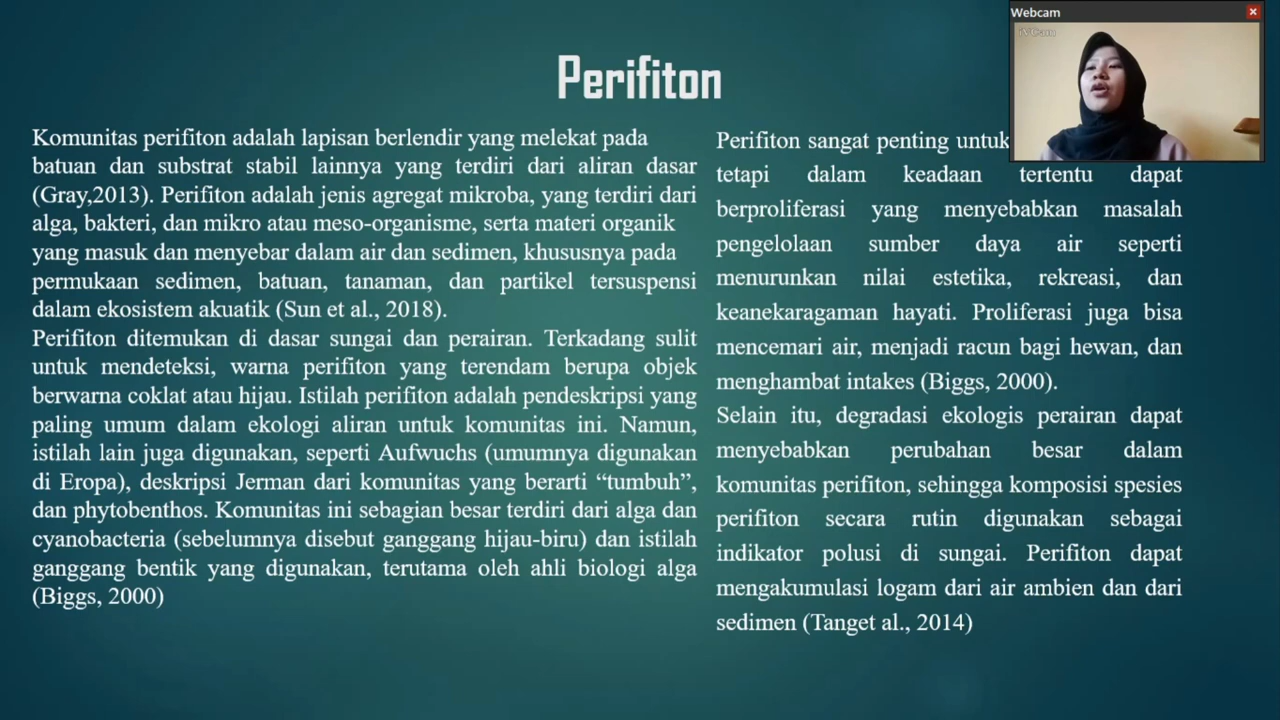 Webcam
Perifiton
Komunitas perifiton adalah lapisan berlendir yang melekat pada
batuan dan substrat stabil lainnya yang terdiri dari aliran dasar
(Gray,2013). Perifiton adalah jenis agregat mikroba, yang terdiri dari
alga, bakteri, dan mikro atau meso-organisme, serta materi organik
yang masuk dan menyebar dalam air dan sedimen, khususnya pada
permukaan sedimen, batuan, tanaman, dan partikel tersuspensi
dalam ekosistem akuatik (Sun et al., 2018).
Perifiton ditemukan di dasar sungai dan perairan. Terkadang sulit
untuk mendeteksi, warna perifiton yang terendam berupa objek
berwarna coklat atau hijau. Istilah perifiton adalah pendeskripsi yang
paling umum dalam ekologi aliran untuk komunitas ini. Namun,
istilah lain juga digunakan, seperti Aufwuchs (umumnya digunakan
di Eropa), deskripsi Jerman dari komunitas yang berarti “tumbuh”,
dan phytobenthos. Komunitas ini sebagian besar terdiri dari alga dan
cyanobacteria (sebelumnya disebut ganggang hijau-biru) dan istilah
ganggang bentik yang digunakan, terutama oleh ahli biologi alga
(Biggs, 2000)
Perifiton sangat penting untuk
tetapi dalam keadaan tertentu dapat
berproliferasi yang menyebabkan masalah
pengelolaan sumber daya air seperti
menurunkan nilai estetika, rekreasi, dan
keanekaragaman hayati. Proliferasi juga bisa
mencemari air, menjadi racun bagi hewan, dan
menghambat intakes (Biggs, 2000).
Selain itu, degradasi ekologis perairan dapat
menyebabkan perubahan besar dalam
komunitas perifiton, sehingga komposisi spesies
perifiton secara rutin digunakan sebagai
indikator polusi di sungai. Perifiton dapat
mengakumulasi logam dari air ambien dan dari
sedimen (Tanget al., 2014)